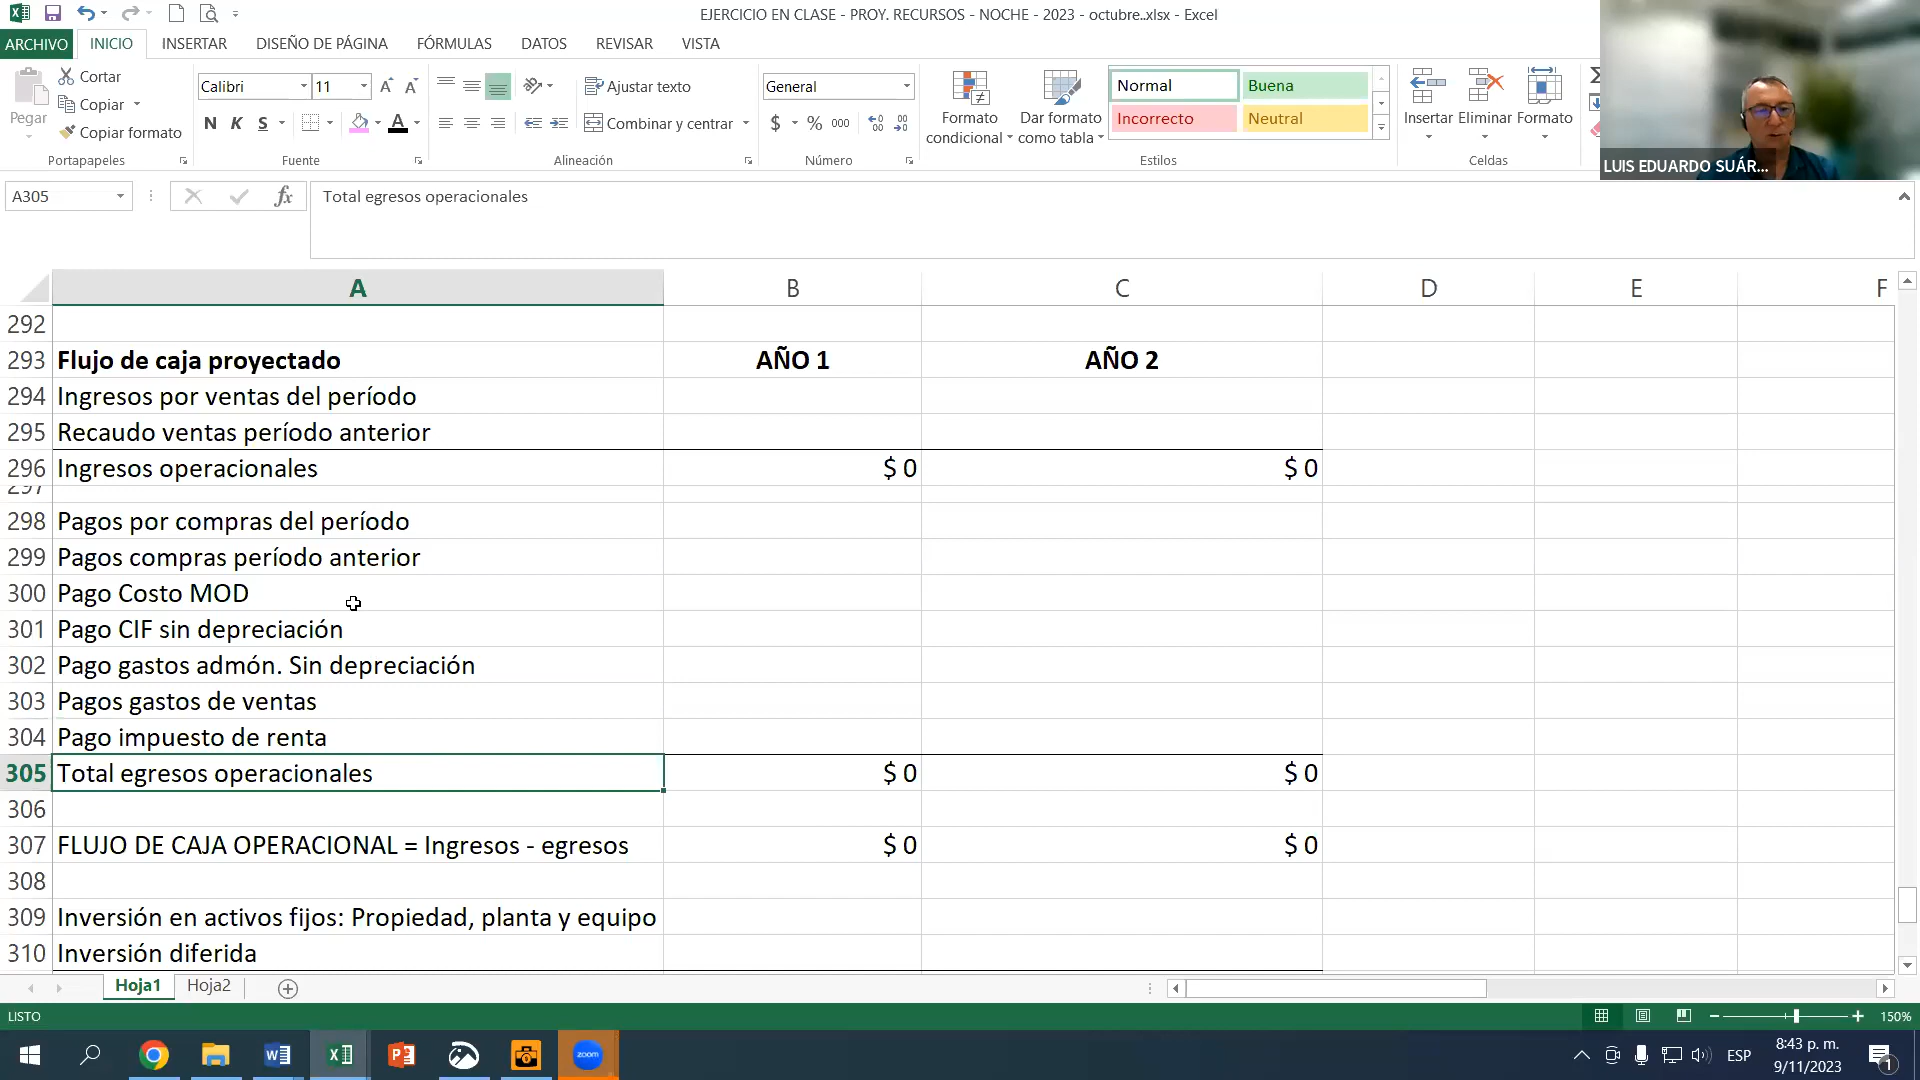 EJERCICIO EN CLASE - PROY. RECURSOS - NOCHE - 2023 - octubre..xlsx - Excel
ARCHIVO INICIO INSERTAR DISEÑO DE PÁGINA FÓRMULAS DATOS REVISAR VISTA
Pegar
Cortar
Copiar
Copiar formato
Portapapeles
Calibri 11
N K S
Fuente
Ajustar texto
Combinar y centrar
Alineación
General
$ % 000
Número
Formato condicional
Dar formato como tabla
Normal Buena
Incorrecto Neutral
Estilos
Insertar Eliminar Formato
Celdas
LUIS EDUARDO SUÁR...
A305 fx Total egresos operacionales
A B C D E F
292
293 Flujo de caja proyectado AÑO 1 AÑO 2
294 Ingresos por ventas del período
295 Recaudo ventas período anterior
296 Ingresos operacionales $ 0 $ 0
297
298 Pagos por compras del período
299 Pagos compras período anterior
300 Pago Costo MOD
301 Pago CIF sin depreciación
302 Pago gastos admón. Sin depreciación
303 Pagos gastos de ventas
304 Pago impuesto de renta
305 Total egresos operacionales $ 0 $ 0
306
307 FLUJO DE CAJA OPERACIONAL = Ingresos - egresos $ 0 $ 0
308
309 Inversión en activos fijos: Propiedad, planta y equipo
310 Inversión diferida
Hoja1 Hoja2
LISTO 150%
zoom
ESP
8:43 p. m.
9/11/2023
1